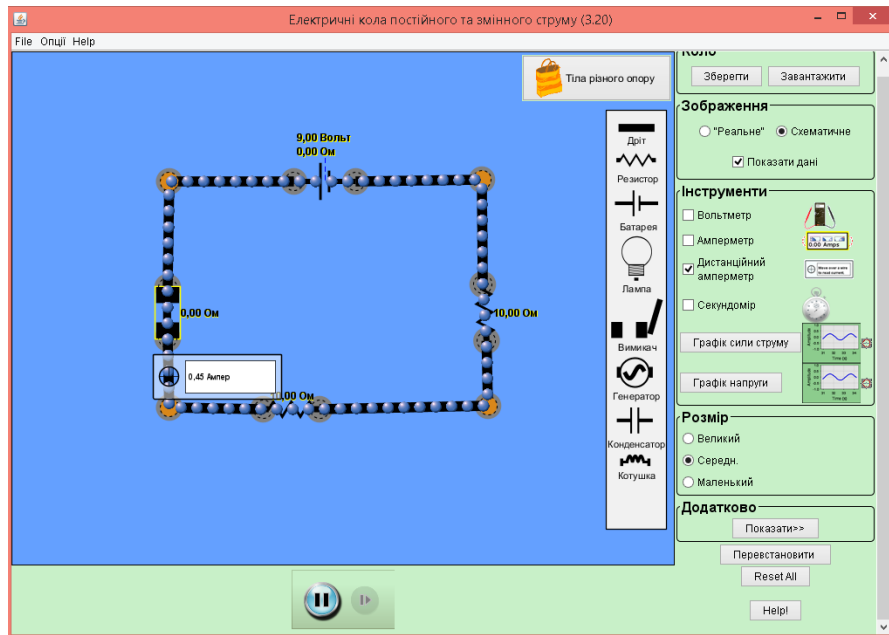 Електричні кола постійного та змінного струму (3.20)
File Опції Help
Тіла різного опору
9,00 Вольт
0,00 Ом
0,00 Ом
10,00 Ом
0,45 Ампер
,00 Ом
Дріт
Резистор
Батарея
Лампа
Вимикач
Генератор
Конденсатор
Котушка
Коло
Зберегти Завантажити
Зображення
"Реальне" Схематичне
Показати дані
Інструменти
Вольтметр
Амперметр
0.00 Amps
Дистанційний
амперметр
Секундомір
Графік сили струму
Графік напруги
Розмір
Великий
Середн.
Маленький
Додатково
Показати>>
Перевстановити
Reset All
Help!